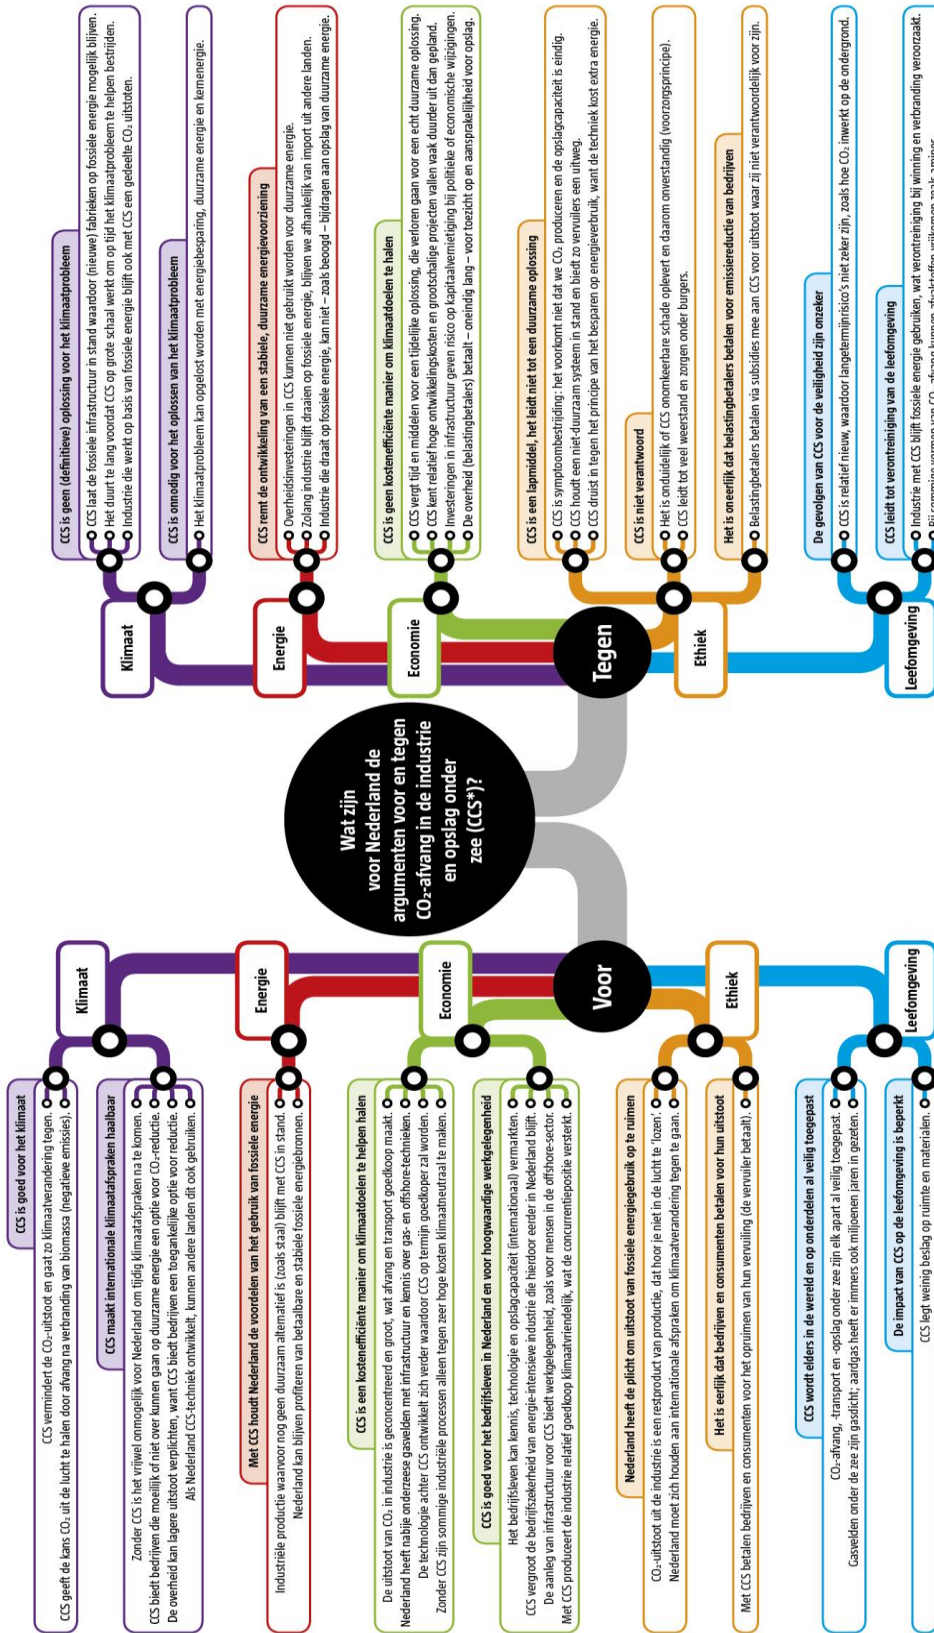 Wat zijn
voor Nederland de
argumenten voor en tegen
CO₂-afvang in de industrie
en opslag onder
zee (CCS*)?
Voor
Klimaat
CCS is goed voor het klimaat
CCS vermindert de CO₂-uitstoot en gaat zo klimaatverandering tegen.
CCS geeft de kans CO₂ uit de lucht te halen door afvang na verbranding van biomassa (negatieve emissies).
CCS maakt internationale klimaatafspraken haalbaar
Zonder CCS is het vrijwel onmogelijk voor Nederland om tijdig klimaatafspraken na te komen.
CCS biedt bedrijven die moeilijk of niet over kunnen gaan op duurzame energie een optie voor CO₂-reductie.
De overheid kan lagere uitstoot verplichten, want CCS biedt bedrijven een toegankelijke optie voor reductie.
Als Nederland CCS-techniek ontwikkelt, kunnen andere landen dit ook gebruiken.
Energie
Met CCS houdt Nederland de voordelen van het gebruik van fossiele energie
Industriële productie waarvoor nog geen duurzaam alternatief is (zoals staal) blijft met CCS in stand.
Nederland kan blijven profiteren van betaalbare en stabiele fossiele energiebronnen.
Economie
CCS is een kostenefficiënte manier om klimaatdoelen te helpen halen
De uitstoot van CO₂ in industrie is geconcentreerd en groot, wat afvang en transport goedkoop maakt.
Nederland heeft nabije onderzeese gasvelden met infrastructuur en kennis over gas- en offshore-technieken.
De technologie achter CCS ontwikkelt zich verder waardoor CCS op termijn goedkoper zal worden.
Zonder CCS zijn sommige industriële processen alleen tegen zeer hoge kosten klimaatneutraal te maken.
CCS is goed voor het bedrijfsleven in Nederland en voor hoogwaardige werkgelegenheid
Het bedrijfsleven kan kennis, technologie en opslagcapaciteit (internationaal) vermarkten.
CCS vergroot de bedrijfszekerheid van energie-intensieve industrie die hierdoor eerder in Nederland blijft.
De aanleg van infrastructuur voor CCS biedt werkgelegenheid, zoals voor mensen in de offshore-sector.
Met CCS produceert de industrie relatief goedkoop klimaatvriendelijk, wat de concurrentiepositie versterkt.
Ethiek
Nederland heeft de plicht om uitstoot van fossiele energiegebruik op te ruimen
CO₂-uitstoot uit de industrie is een restproduct van productie, dat hoor je niet in de lucht te ‘lozen’.
Nederland moet zich houden aan internationale afspraken om klimaatverandering tegen te gaan.
Het is eerlijk dat bedrijven en consumenten betalen voor hun uitstoot
Met CCS betalen bedrijven en consumenten voor het opruimen van hun vervuiling (de vervuiler betaalt).
Leefomgeving
CCS wordt elders in de wereld en op onderdelen al veilig toegepast
CO₂-afvang, -transport en -opslag onder zee zijn elk apart al veilig toegepast.
Gasvelden onder de zee zijn gasdicht; aardgas heeft er immers ook miljoenen jaren in gezeten.
De impact van CCS op de leefomgeving is beperkt
CCS legt weinig beslag op ruimte en materialen.
Tegen
Klimaat
CCS is geen (definitieve) oplossing voor het klimaatprobleem
CCS laat de fossiele infrastructuur in stand waardoor (nieuwe) fabrieken op fossiele energie mogelijk blijven.
Het duurt te lang voordat CCS op grote schaal werkt om op tijd het klimaatprobleem te helpen bestrijden.
Industrie die werkt op basis van fossiele energie blijft ook met CCS een gedeelte CO₂ uitstoten.
CCS is onnodig voor het oplossen van het klimaatprobleem
Het klimaatprobleem kan opgelost worden met energiebesparing, duurzame energie en kernenergie.
Energie
CCS remt de ontwikkeling van een stabiele, duurzame energievoorziening
Overheidsinvesteringen in CCS kunnen niet gebruikt worden voor duurzame energie.
Zolang industrie blijft draaien op fossiele energie, blijven we afhankelijk van import uit andere landen.
Industrie die draait op fossiele energie, kan niet – zoals beoogd – bijdragen aan opslag van duurzame energie.
Economie
CCS is geen kostenefficiënte manier om klimaatdoelen te halen
CCS vergt tijd en middelen voor een tijdelijke oplossing, die verloren gaan voor een echt duurzame oplossing.
CCS kent relatief hoge ontwikkelingskosten en grootschalige projecten vallen vaak duurder uit dan gepland.
Investeringen in infrastructuur geven risico op kapitaalvernietiging bij politieke of economische wijzigingen.
De overheid (belastingbetalers) betaalt – oneindig lang – voor toezicht op en aansprakelijkheid voor opslag.
Ethiek
CCS is een lapmiddel, het leidt niet tot een duurzame oplossing
CCS is symptoombestrijding: het voorkomt niet dat we CO₂ produceren en de opslagcapaciteit is eindig.
CCS houdt een niet-duurzaam systeem in stand en biedt zo vervuilers een uitweg.
CCS druist in tegen het principe van het besparen op energieverbruik, want de techniek kost extra energie.
CCS is niet verantwoord
Het is onduidelijk of CCS onomkeerbare schade oplevert en daarom onverstandig (voorzorgsprincipe).
CCS leidt tot veel weerstand en zorgen onder burgers.
Het is oneerlijk dat belastingbetalers betalen voor emissiereductie van bedrijven
Belastingbetalers betalen via subsidies mee aan CCS voor uitstoot waar zij niet verantwoordelijk voor zijn.
Leefomgeving
De gevolgen van CCS voor de veiligheid zijn onzeker
CCS is relatief nieuw, waardoor langetermijnrisico’s niet zeker zijn, zoals hoe CO₂ inwerkt op de ondergrond.
CCS leidt tot verontreiniging van de leefomgeving
Industrie met CCS blijft fossiele energie gebruiken, wat verontreiniging bij winning en verbranding veroorzaakt.
Bij sommige vormen van CO₂-afvang kunnen afvalstoffen vrijkomen zoals amines.